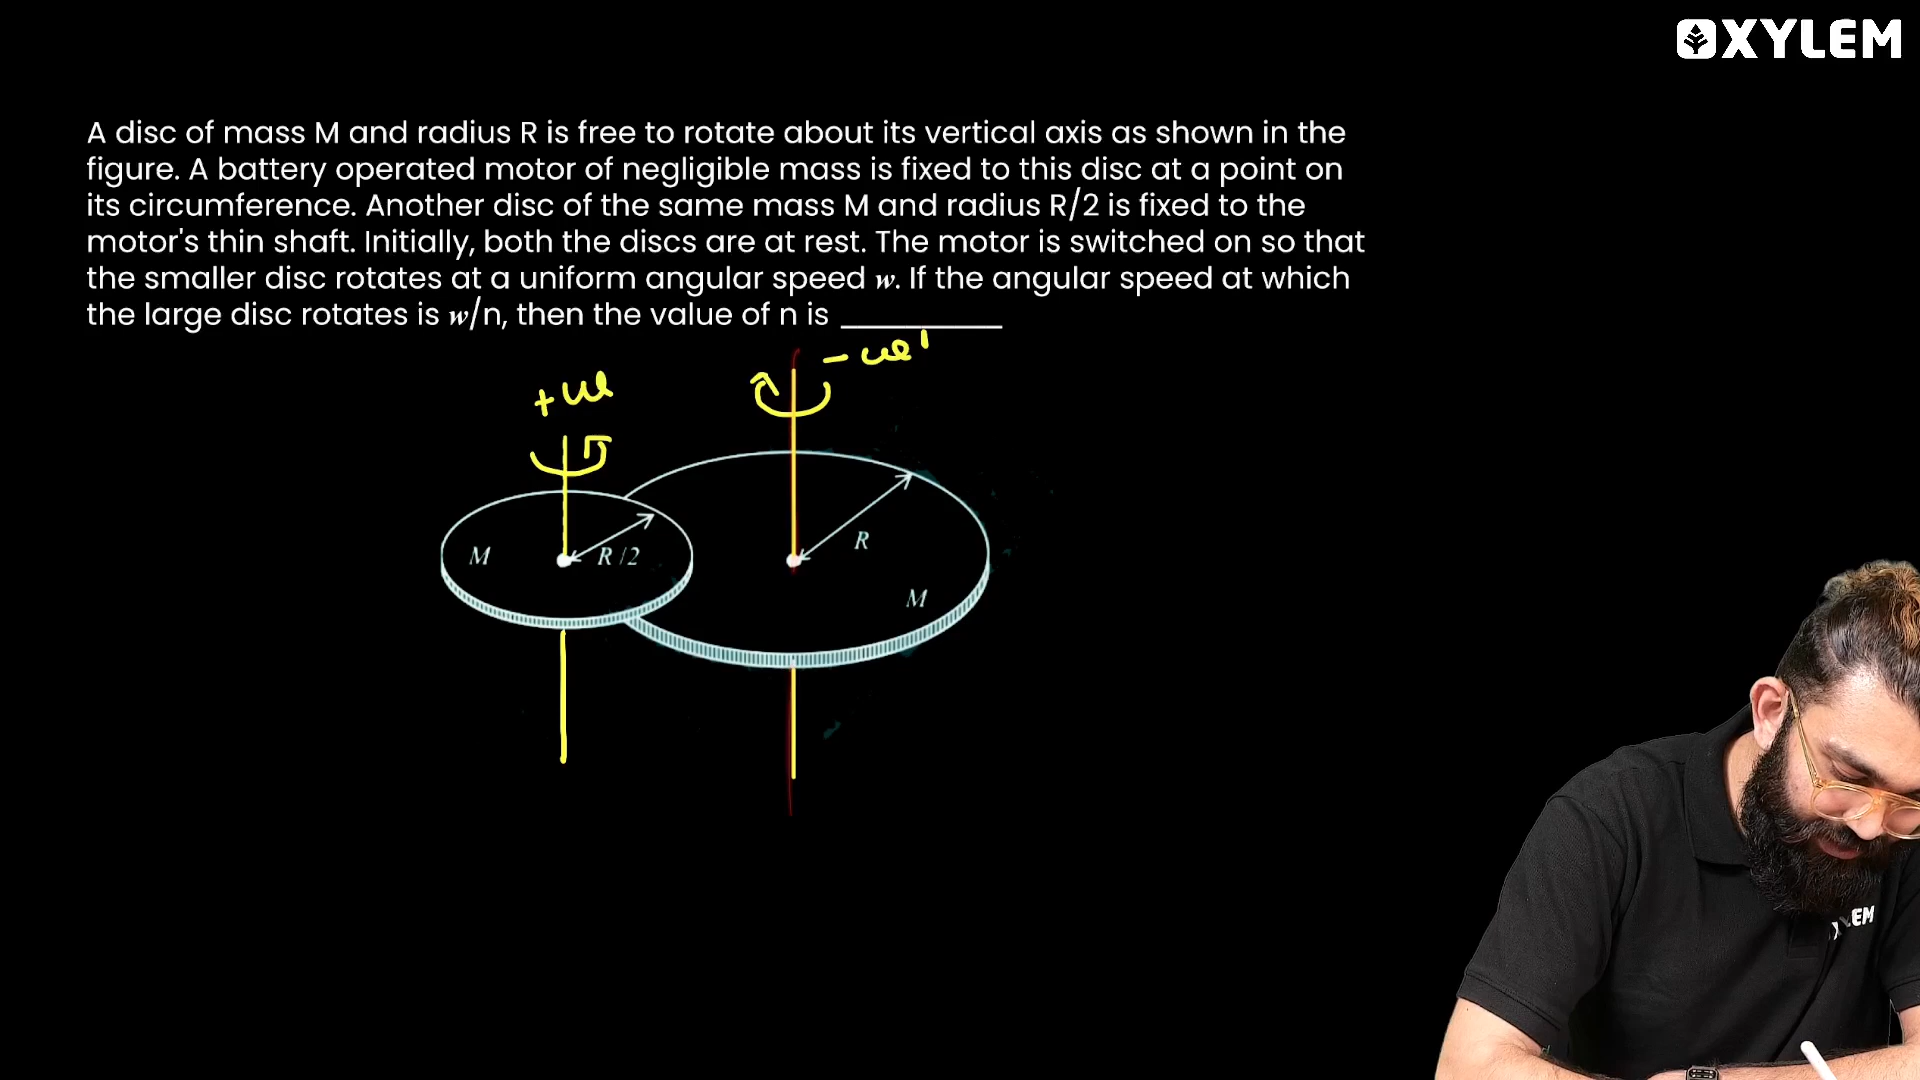 OXYLEM
A disc of mass M and radius R is free to rotate about its vertical axis as shown in the
figure. A battery operated motor of negligible mass is fixed to this disc at a point on
its circumference. Another disc of the same mass M and radius R/2 is fixed to the
motor's thin shaft. Initially, both the discs are at rest. The motor is switched on so that
the smaller disc rotates at a uniform angular speed w. If the angular speed at which
the large disc rotates is w/n, then the value of n is ____________
M
R/2
R
M